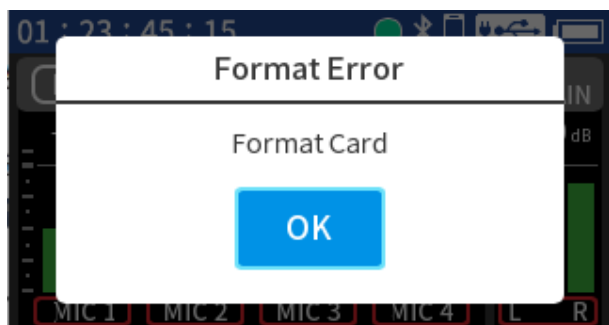 01 : 23 : 45 : 15
Format Error
IN
Format Card
dB
OK
MIC 1 MIC 2 MIC 3 MIC 4 L R